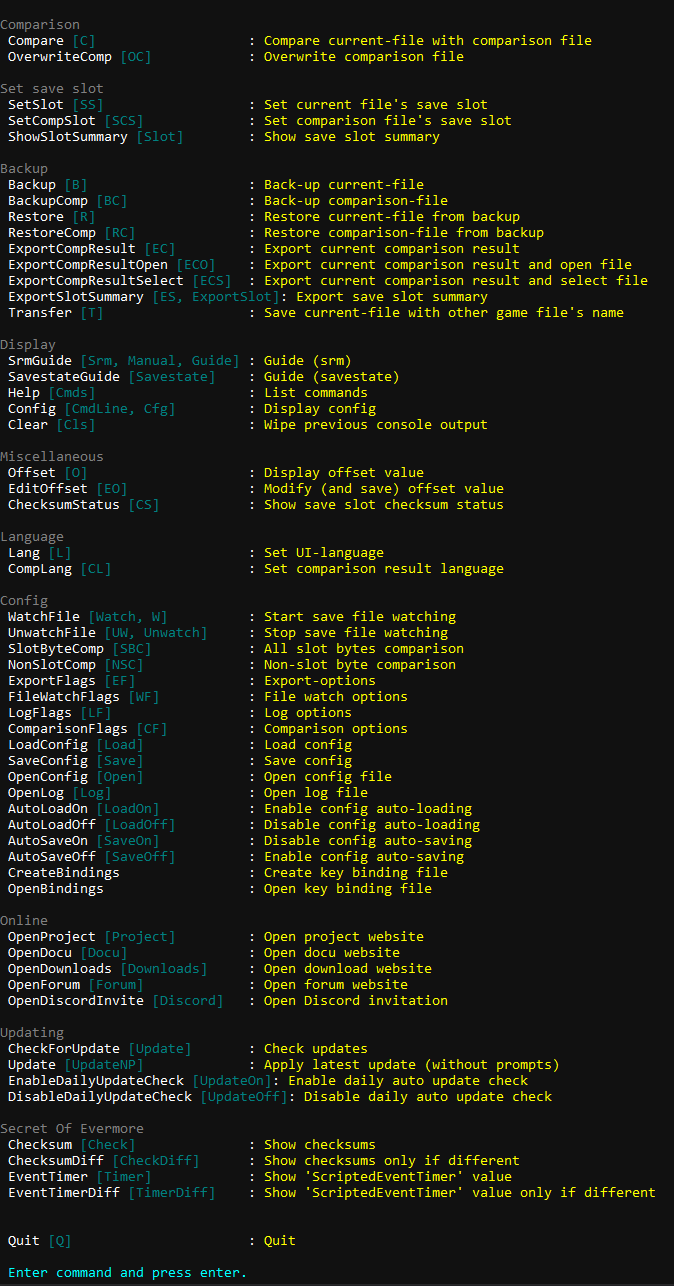 Comparison
Compare [C] : Compare current-file with comparison file
OverwriteComp [OC] : Overwrite comparison file
Set save slot
SetSlot [SS] : Set current file's save slot
SetCompSlot [SCS] : Set comparison file's save slot
ShowSlotSummary [Slot] : Show save slot summary
Backup
Backup [B] : Back-up current-file
BackupComp [BC] : Back-up comparison-file
Restore [R] : Restore current-file from backup
RestoreComp [RC] : Restore comparison-file from backup
ExportCompResult [EC] : Export current comparison result
ExportCompResultOpen [ECO] : Export current comparison result and open file
ExportCompResultSelect [ECS] : Export current comparison result and select file
ExportSlotSummary [ES, ExportSlot]: Export save slot summary
Transfer [T] : Save current-file with other game file's name
Display
SrmGuide [Srm, Manual, Guide] : Guide (srm)
SavestateGuide [Savestate] : Guide (savestate)
Help [Cmds] : List commands
Config [CmdLine, Cfg] : Display config
Clear [Cls] : Wipe previous console output
Miscellaneous
Offset [O] : Display offset value
EditOffset [EO] : Modify (and save) offset value
ChecksumStatus [CS] : Show save slot checksum status
Language
Lang [L] : Set UI-language
CompLang [CL] : Set comparison result language
Config
WatchFile [Watch, W] : Start save file watching
UnwatchFile [UW, Unwatch] : Stop save file watching
SlotByteComp [SBC] : All slot bytes comparison
NonSlotComp [NSC] : Non-slot byte comparison
ExportFlags [EF] : Export-options
FileWatchFlags [WF] : File watch options
LogFlags [LF] : Log options
ComparisonFlags [CF] : Comparison options
LoadConfig [Load] : Load config
SaveConfig [Save] : Save config
OpenConfig [Open] : Open config file
OpenLog [Log] : Open log file
AutoLoadOn [LoadOn] : Enable config auto-loading
AutoLoadOff [LoadOff] : Disable config auto-loading
AutoSaveOn [SaveOn] : Disable config auto-saving
AutoSaveOff [SaveOff] : Enable config auto-saving
CreateBindings : Create key binding file
OpenBindings : Open key binding file
Online
OpenProject [Project] : Open project website
OpenDocu [Docu] : Open docu website
OpenDownloads [Downloads] : Open download website
OpenForum [Forum] : Open forum website
OpenDiscordInvite [Discord] : Open Discord invitation
Updating
CheckForUpdate [Update] : Check updates
Update [UpdateNP] : Apply latest update (without prompts)
EnableDailyUpdateCheck [UpdateOn]: Enable daily auto update check
DisableDailyUpdateCheck [UpdateOff]: Disable daily auto update check
Secret Of Evermore
Checksum [Check] : Show checksums
ChecksumDiff [CheckDiff] : Show checksums only if different
EventTimer [Timer] : Show 'ScriptedEventTimer' value
EventTimerDiff [TimerDiff] : Show 'ScriptedEventTimer' value only if different
Quit [Q] : Quit
Enter command and press enter.